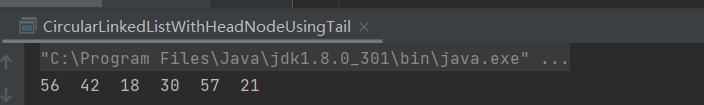 CircularLinkedListWithHeadNodeUsingTail
"C:\Program Files\Java\jdk1.8.0_301\bin\java.exe" ...
56  42  18  30  57  21